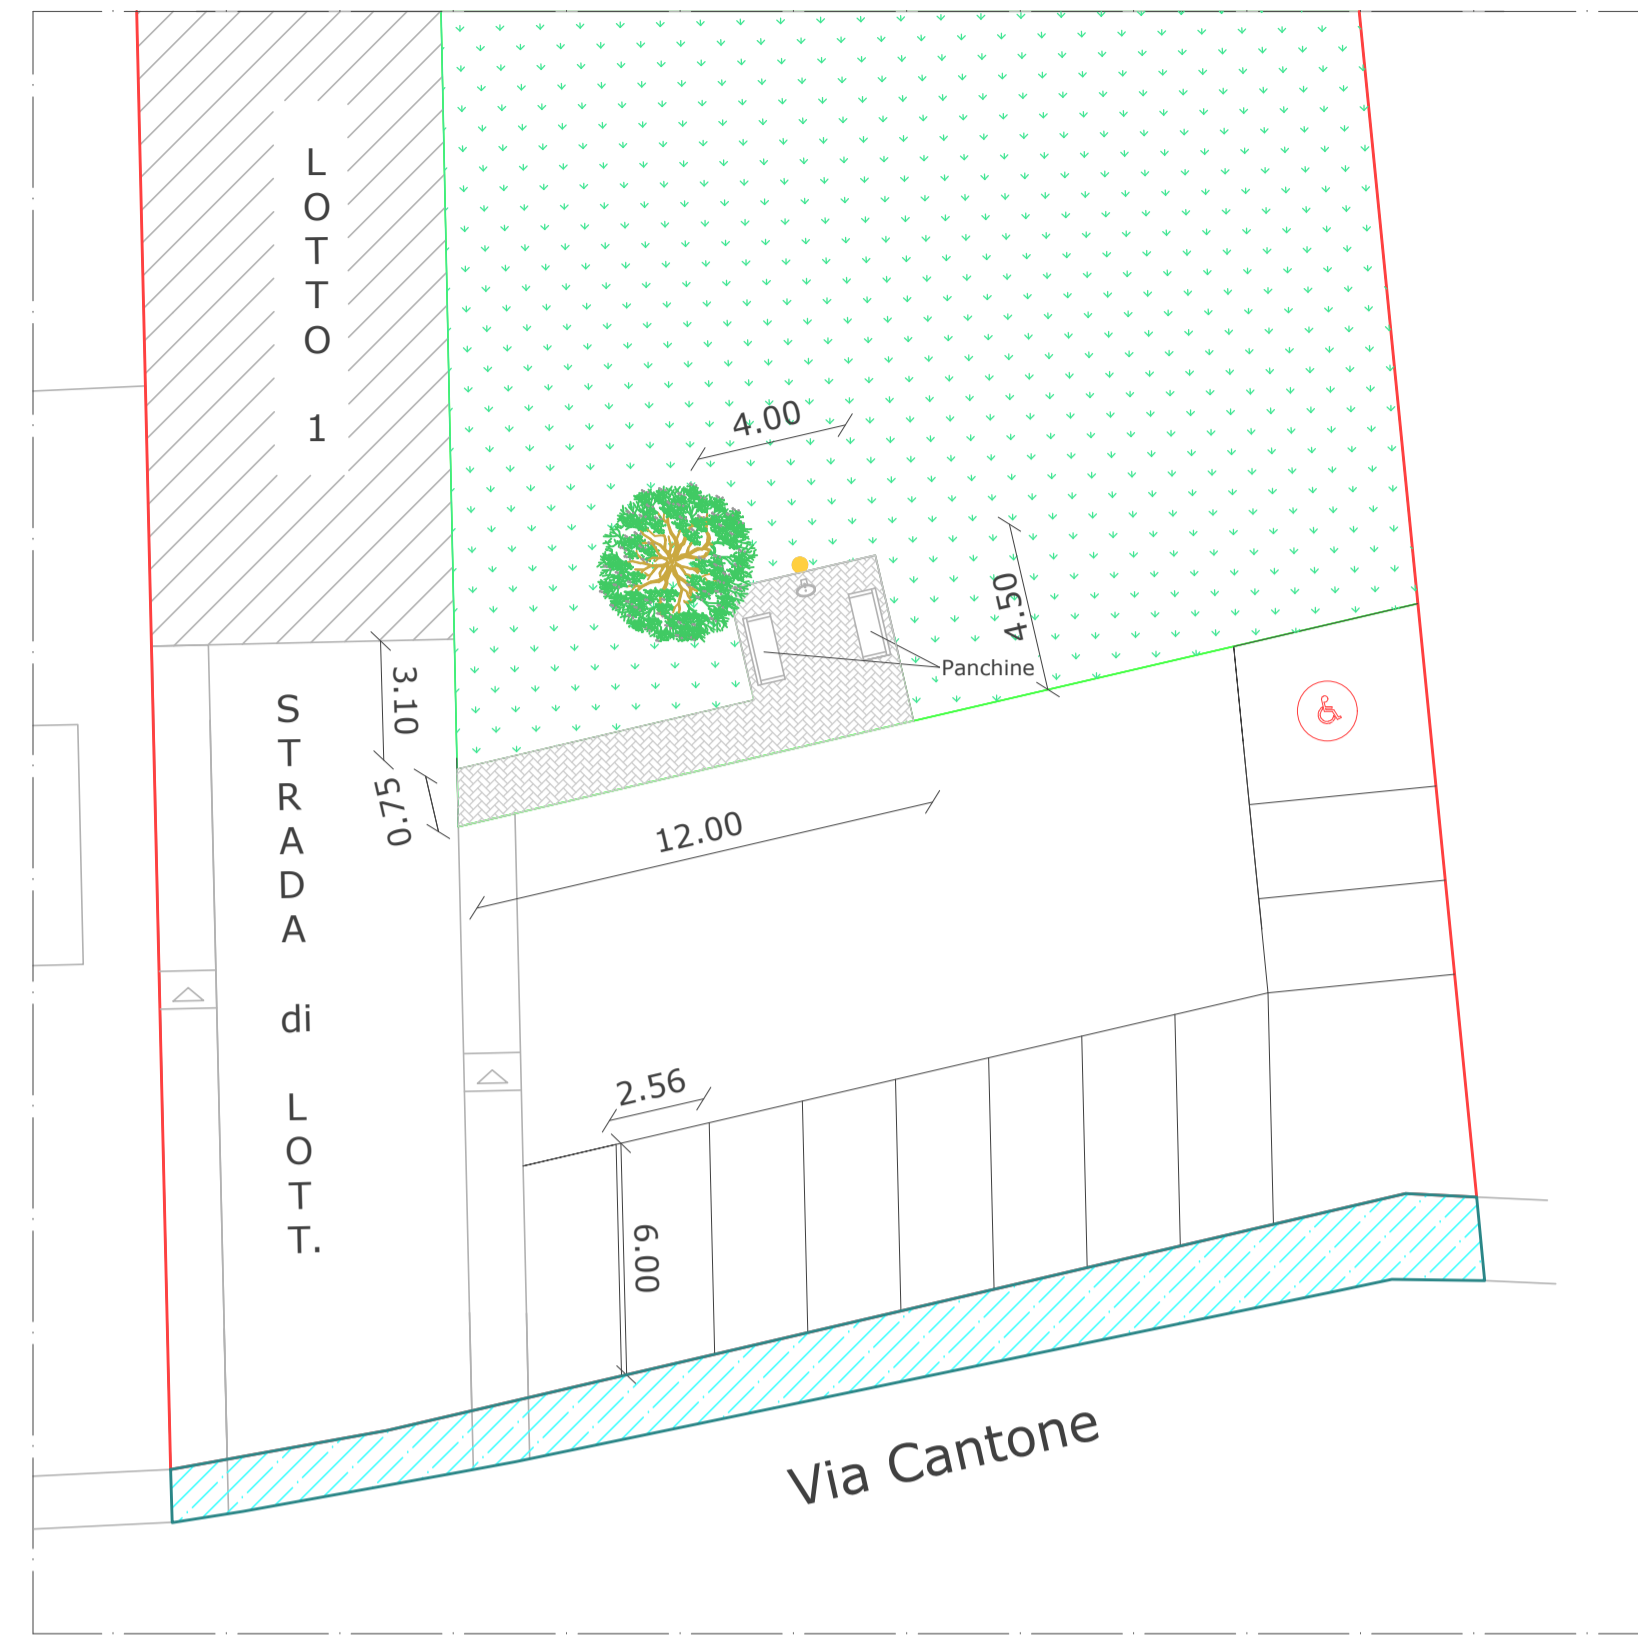 LOTTO 1
4.00
4.50
Panchine
3.10
0.75
12.00
STRADA di LOTT.
2.56
6.00
Via Cantone